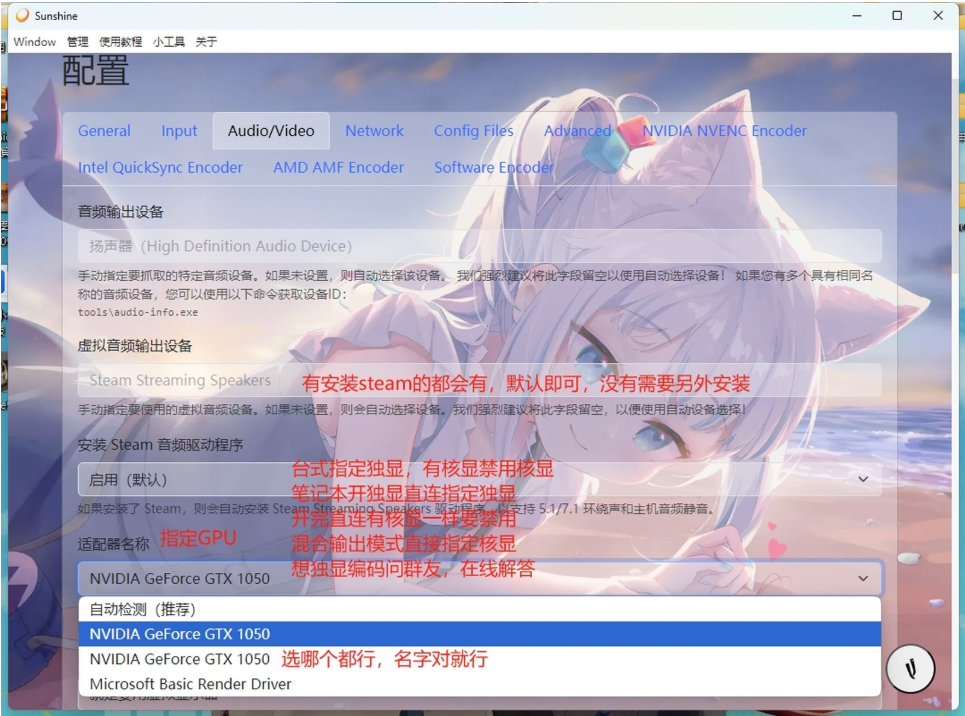 Sunshine
Window 管理 使用教程 小工具 关于
配置
General Input Audio/Video Network Config Files Advanced NVIDIA NVENC Encoder
Intel QuickSync Encoder AMD AMF Encoder Software Encoder
音频输出设备
扬声器（High Definition Audio Device）
手动指定要抓取的特定音频设备。如果未设置，则自动选择该设备。 我们强烈建议将此字段留空以使用自动选择设备！ 如果您有多个具有相同名
称的音频设备，您可以使用以下命令获取设备ID：
tools\audio-info.exe
虚拟音频输出设备
Steam Streaming Speakers
有安装steam的都会有，默认即可，没有需要另外安装
手动指定要使用的虚拟音频设备。如果未设置，则会自动选择设备。我们强烈建议将此字段留空，以便使用自动设备选择！
安装 Steam 音频驱动程序
台式指定独显，有核显禁用核显
启用（默认）
笔记本开独显直连指定独显
如果安装了 Steam，则会自动安装 Steam Streaming Speakers 驱动程序，以支持 5.1/7.1 环绕声和主机音频静音。
开完直连有核显一样要禁用
适配器名称 指定GPU
混合输出模式直接指定核显
想独显编码问群友，在线解答
NVIDIA GeForce GTX 1050
自动检测（推荐）
NVIDIA GeForce GTX 1050
NVIDIA GeForce GTX 1050 选哪个都行，名字对就行
Microsoft Basic Render Driver